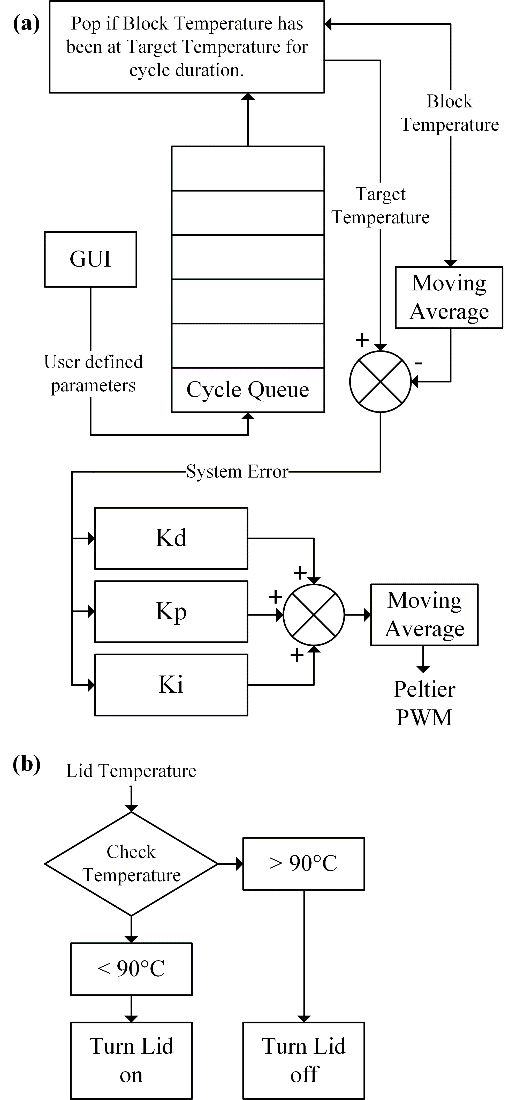 (a)
Pop if Block Temperature has
been at Target Temperature for
cycle duration.
Block
Temperature
Target
Temperature
GUI
Moving
Average
User defined
parameters
Cycle Queue
+
-
System Error
Kd
Kp
Ki
+
+
+
Moving
Average
Peltier
PWM
(b)
Lid Temperature
Check
Temperature
> 90°C
< 90°C
Turn Lid
on
Turn Lid
off